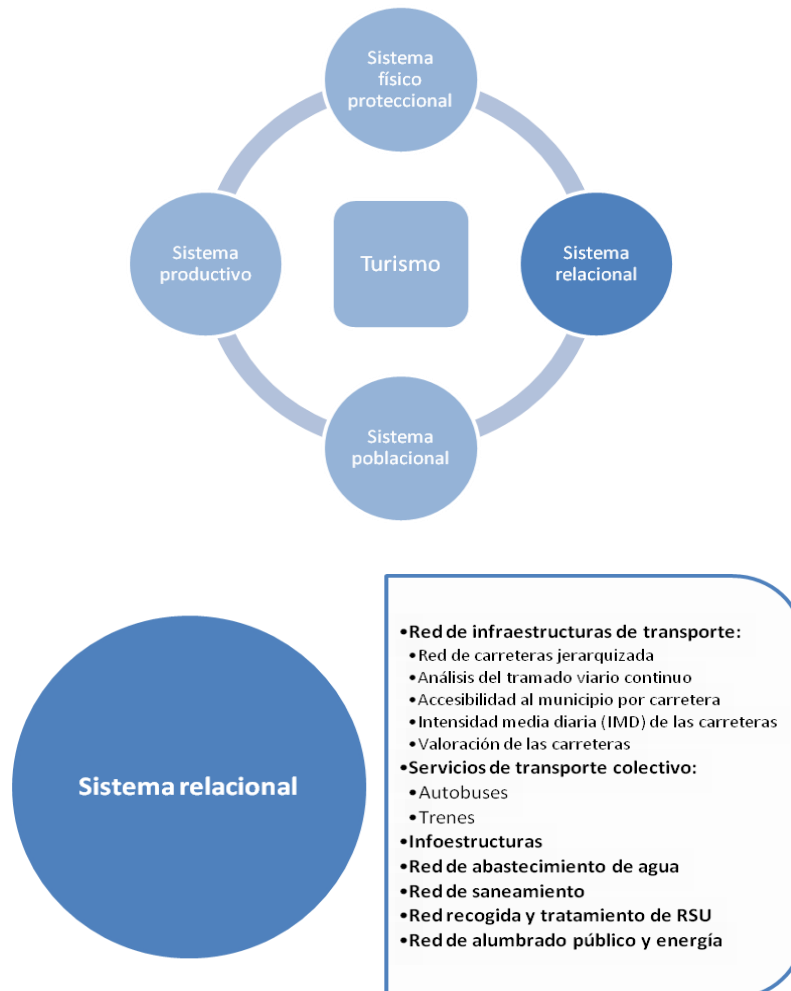 Sistema
físico
proteccional
Sistema
productivo
Turismo
Sistema
relacional
Sistema
poblacional
Sistema relacional
•Red de infraestructuras de transporte:
•Red de carreteras jerarquizada
•Análisis del tramado viario continuo
•Accesibilidad al municipio por carretera
•Intensidad media diaria (IMD) de las carreteras
•Valoración de las carreteras
•Servicios de transporte colectivo:
•Autobuses
•Trenes
•Infoestructuras
•Red de abastecimiento de agua
•Red de saneamiento
•Red recogida y tratamiento de RSU
•Red de alumbrado público y energía